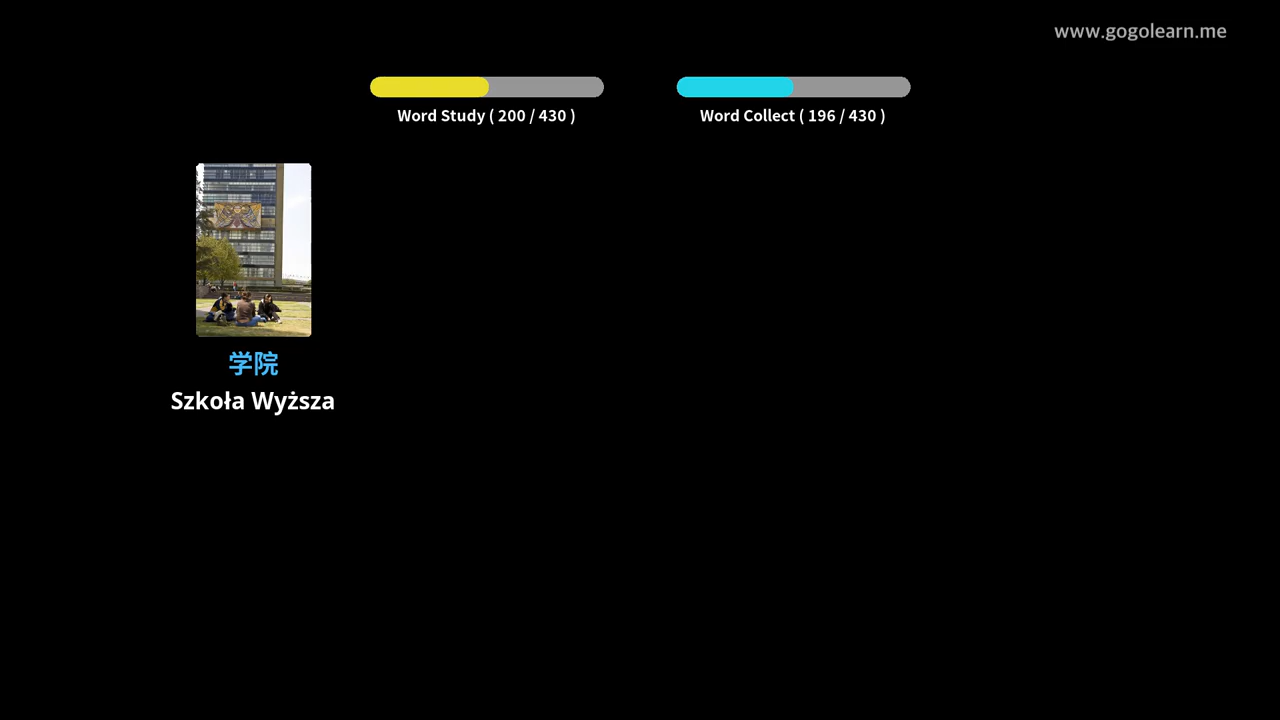 www.gogolearn.me
Word Study ( 200 / 430 )
Word Collect ( 196 / 430 )
学院
Szkoła Wyższa